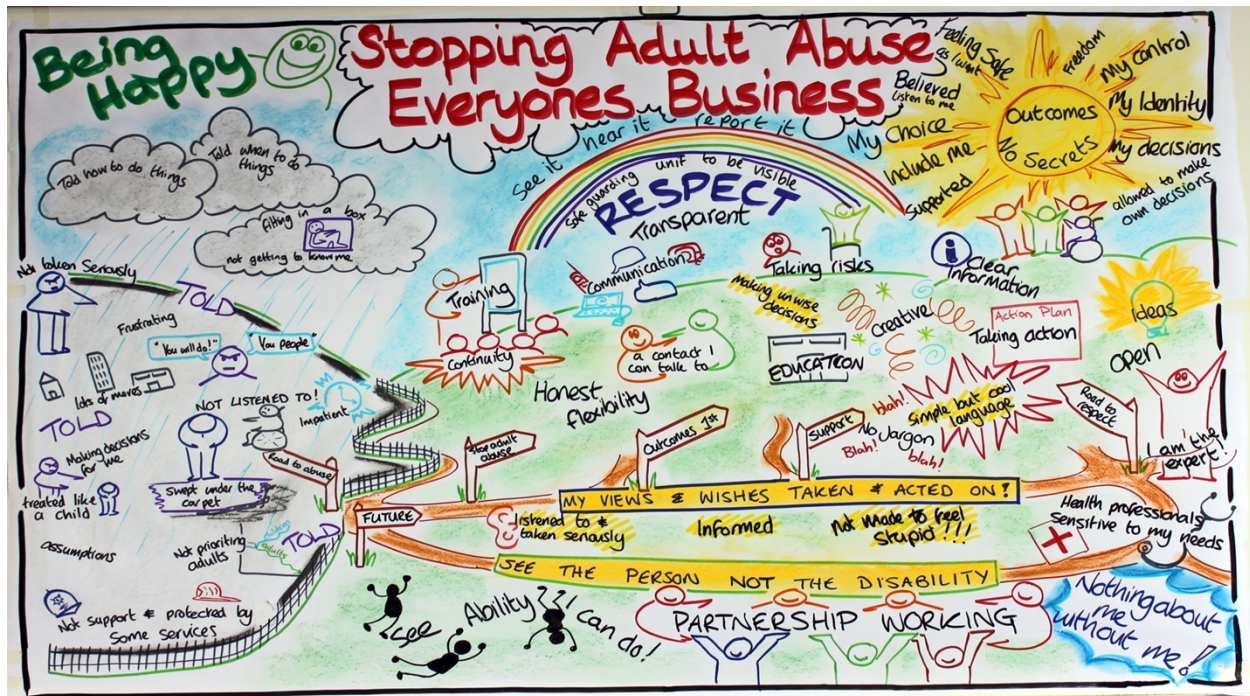 Being
Happy
Stopping Adult Abuse
Everyones Business
See it hear it & report it
Safe guarding unit to be visible
RESPECT
Transparent
Feeling Safe
as I want
Believed
Listen to me
My Choice
Include me
Supported
Freedom
My control
My Identity
My decisions
allowed to make
own decisions
Outcomes
No Secrets
Told how to do things
Told when to do
things
fitting in a box
not getting to know me
Not taken Seriously
TOLD
Frustrating
"You will do!"
"You people"
lots of moves
TOLD
NOT LISTENED TO!
Impatient
Making decisions
for me
treated like
a child
Swept under the
carpet
Road to abuse
assumptions
Not prioriting
adults
adults
TOLD
Not support & protected by
some services
Training
Continuity
Communication
Taking risks
Making unwise
decisions
Clear
Information
i
Creative
Action Plan
Taking action
Ideas
a contact I
can talk to
EDUCATION
Honest
flexibility
OPEN
Simple but cool
language
blah!
No Jargon
Blah!
blah!
Stop adult
abuse
Outcomes 1st
Support
Road to
respect
I am the
expert!
FUTURE
MY VIEWS & WISHES TAKEN & ACTED ON!
listened to &
taken seriously
Informed
Not made to feel
Stupid!!!
Health professionals
Sensitive to my needs
SEE THE PERSON NOT THE DISABILITY
See
Ability
can do!
PARTNERSHIP WORKING
Nothing about
me
without me!